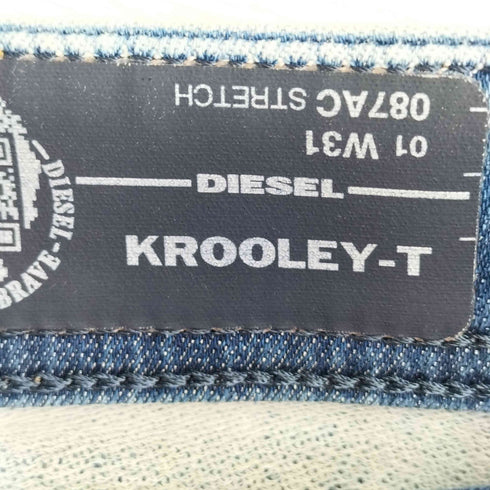 087AC STRETCH
01 W31
DIESEL
KROOLEY-T
DIESEL-BRAVE